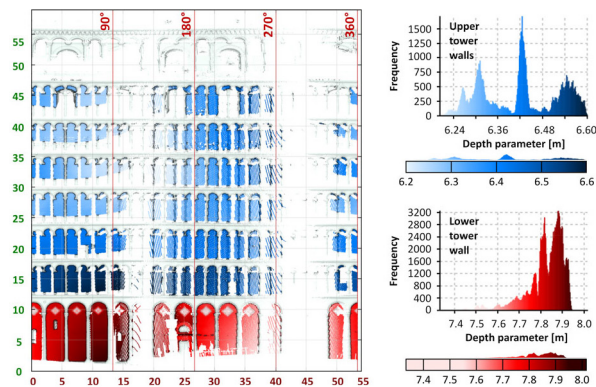 90°
180°
270°
360°
55
50
45
40
35
30
25
20
15
10
5
0
0 5 10 15 20 25 30 35 40 45 50 54
Upper
tower
walls
Frequency
1500
1250
1000
750
500
250
0
6.24 6.36 6.48 6.60
Depth parameter [m]
6.2 6.3 6.4 6.5 6.6
Lower
tower
wall
Frequency
3200
2800
2400
2000
1600
1200
800
400
0
7.4 7.5 7.6 7.7 7.8 7.9 8.0
Depth parameter [m]
7.4 7.5 7.6 7.7 7.8 7.9 8.0